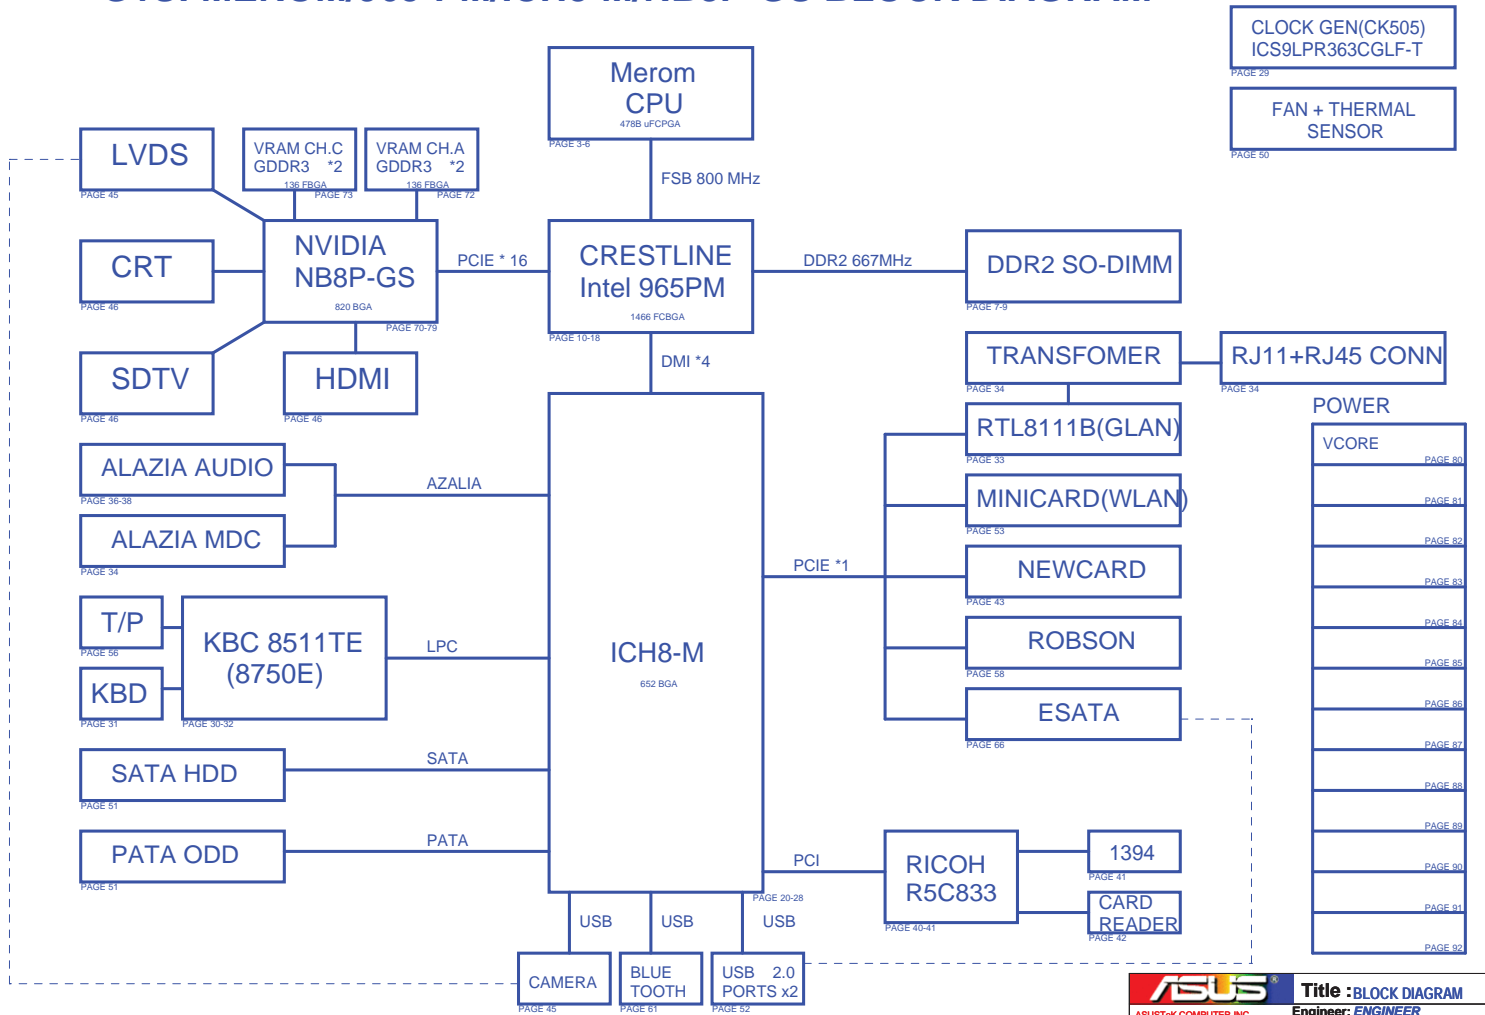 CLOCK GEN(CK505)
ICS9LPR363CGLF-T
PAGE 29
FAN + THERMAL
SENSOR
PAGE 50
Merom
CPU
478B uFCPGA
PAGE 3-6
FSB 800 MHz
LVDS
PAGE 45
VRAM CH.C
GDDR3 *2
136 FBGA
PAGE 73
VRAM CH.A
GDDR3 *2
136 FBGA
PAGE 72
CRT
PAGE 46
NVIDIA
NB8P-GS
820 BGA
PAGE 70-79
PCIE * 16
CRESTLINE
Intel 965PM
1466 FCBGA
PAGE 10-18
DDR2 667MHz
DDR2 SO-DIMM
PAGE 7-9
SDTV
PAGE 46
HDMI
PAGE 46
DMI *4
TRANSFOMER
PAGE 34
RJ11+RJ45 CONN
PAGE 34
RTL8111B(GLAN)
PAGE 33
ALAZIA AUDIO
PAGE 36-38
AZALIA
ALAZIA MDC
PAGE 34
MINICARD(WLAN)
PAGE 53
PCIE *1
NEWCARD
PAGE 43
T/P
PAGE 56
KBD
PAGE 31
KBC 8511TE
(8750E)
PAGE 30-32
LPC
ICH8-M
652 BGA
PAGE 20-28
ROBSON
PAGE 58
ESATA
PAGE 66
SATA HDD
PAGE 51
SATA
PATA ODD
PAGE 51
PATA
PCI
RICOH
R5C833
PAGE 40-41
1394
PAGE 41
CARD
READER
PAGE 42
USB
USB
USB
CAMERA
PAGE 45
BLUE
TOOTH
PAGE 61
USB 2.0
PORTS x2
PAGE 52
POWER
VCORE
PAGE 80
PAGE 81
PAGE 82
PAGE 83
PAGE 84
PAGE 85
PAGE 86
PAGE 87
PAGE 88
PAGE 89
PAGE 90
PAGE 91
PAGE 92
ASUS®
Title : BLOCK DIAGRAM
ASUSTeK COMPUTER INC
Engineer: ENGINEER